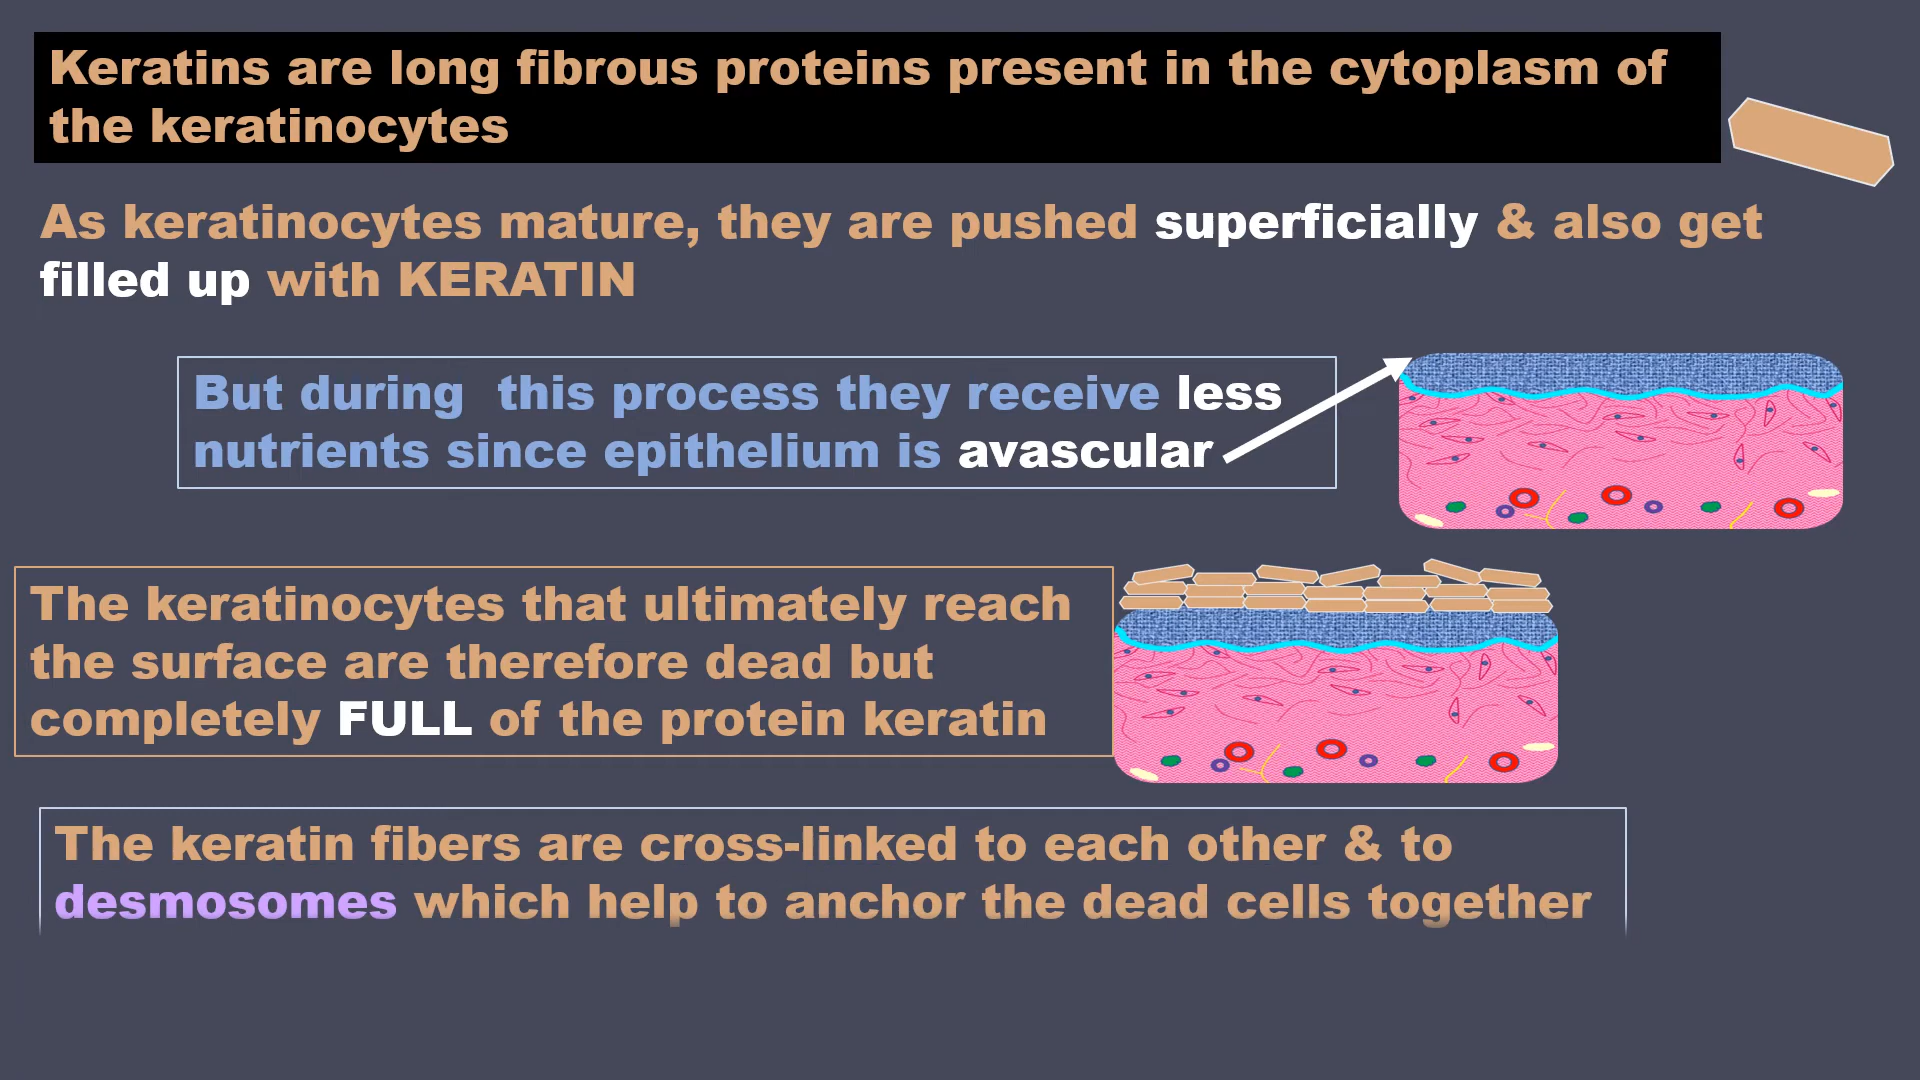 Keratins are long fibrous proteins present in the cytoplasm of
the keratinocytes
As keratinocytes mature, they are pushed superficially & also get
filled up with KERATIN
But during  this process they receive less
nutrients since epithelium is avascular
The keratinocytes that ultimately reach
the surface are therefore dead but
completely FULL of the protein keratin
The keratin fibers are cross-linked to each other & to
desmosomes which help to anchor the dead cells together